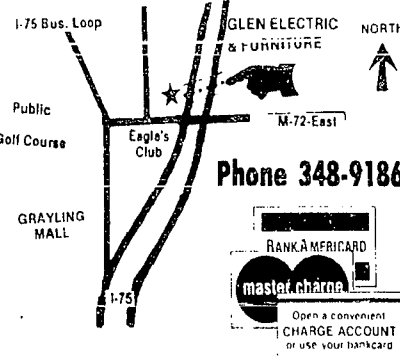 I-75 Bus. Loop
GLEN ELECTRIC
& FURNITURE
NORTH
Public
Golf Course
Eagla's
Club
M-72-East
Phone 348-9186
GRAYLING
MALL
BANKAMERICARD
master charge
I-75
Open a convenient
CHARGE ACCOUNT
or use your bankcard